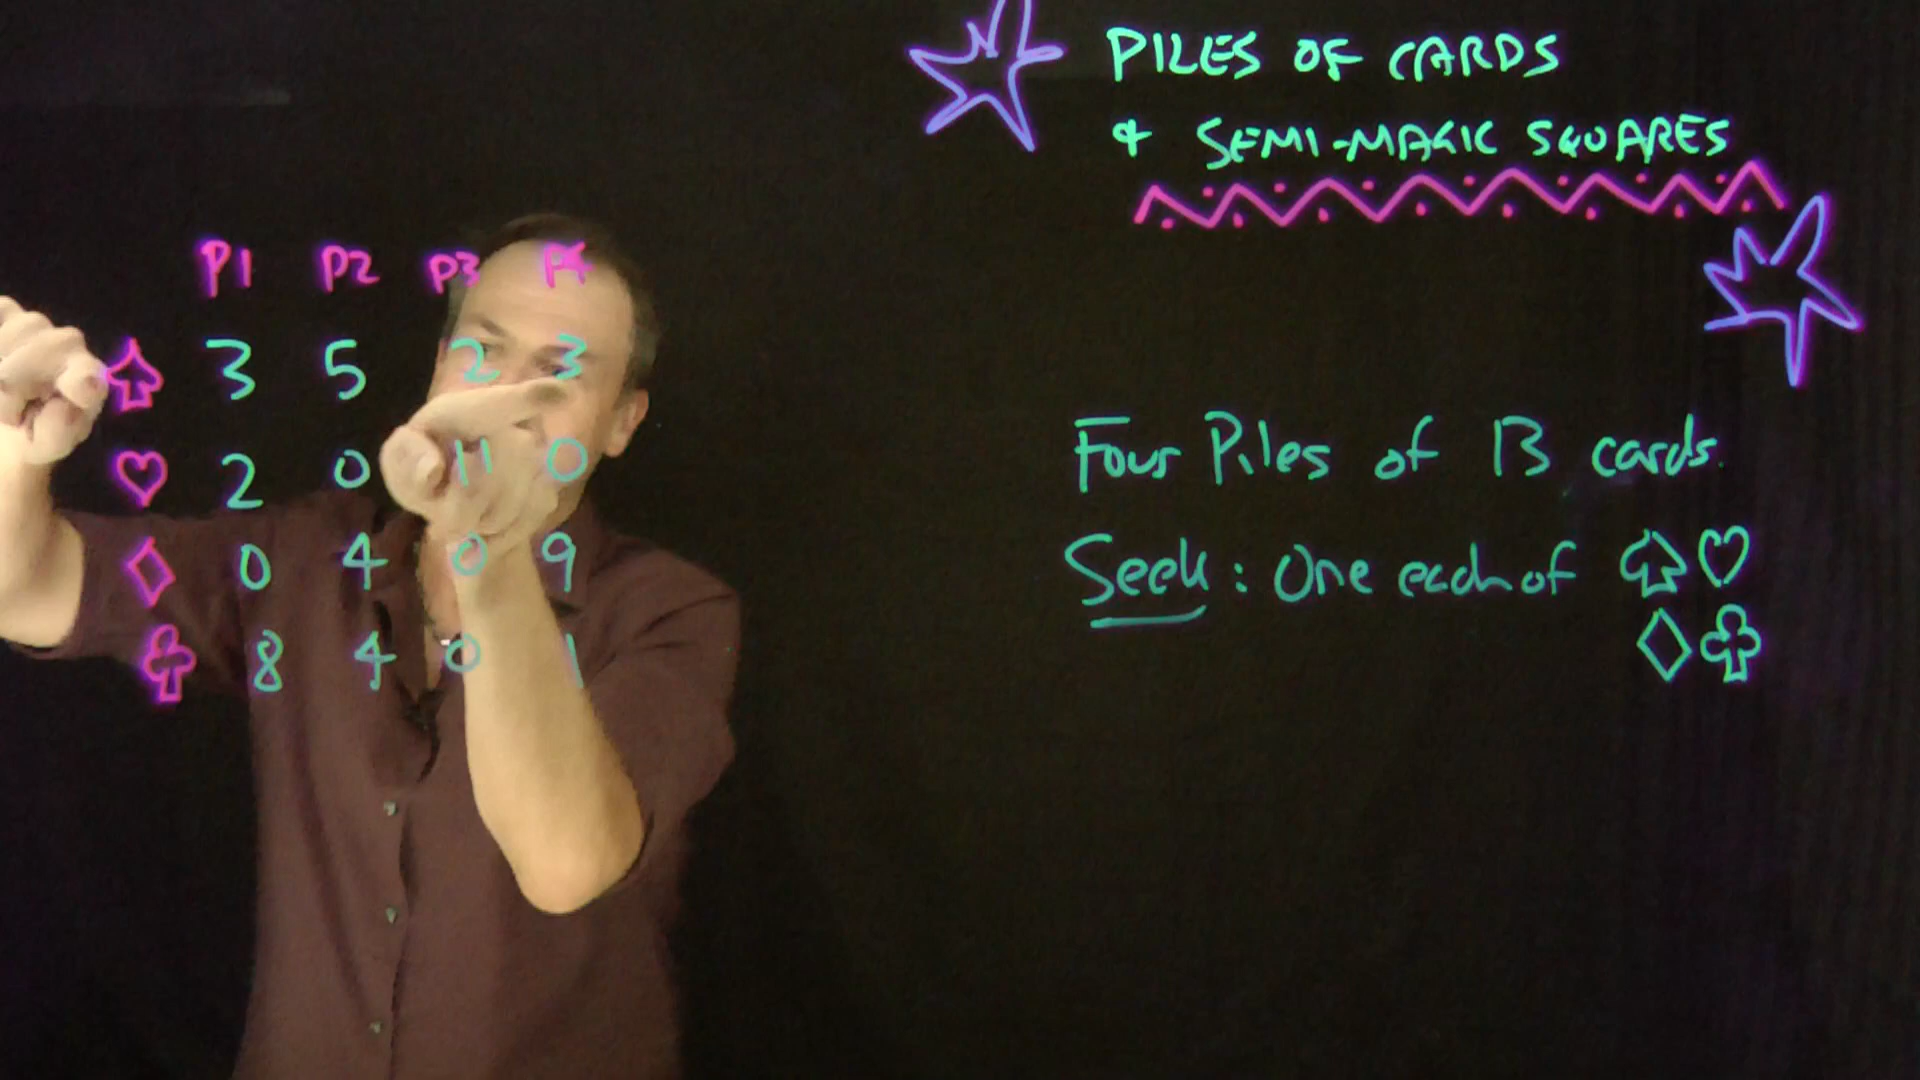 PILES OF CARDS
& SEMI-MAGIC SQUARES
P1 P2 P3 P4
♠ 3 5 2 3
♡ 2 0 11 0
♢ 0 4 0 9
♣ 8 4 0 1
Four Piles of 13 cards.
Seek: One each of ♠ ♡
♢ ♣